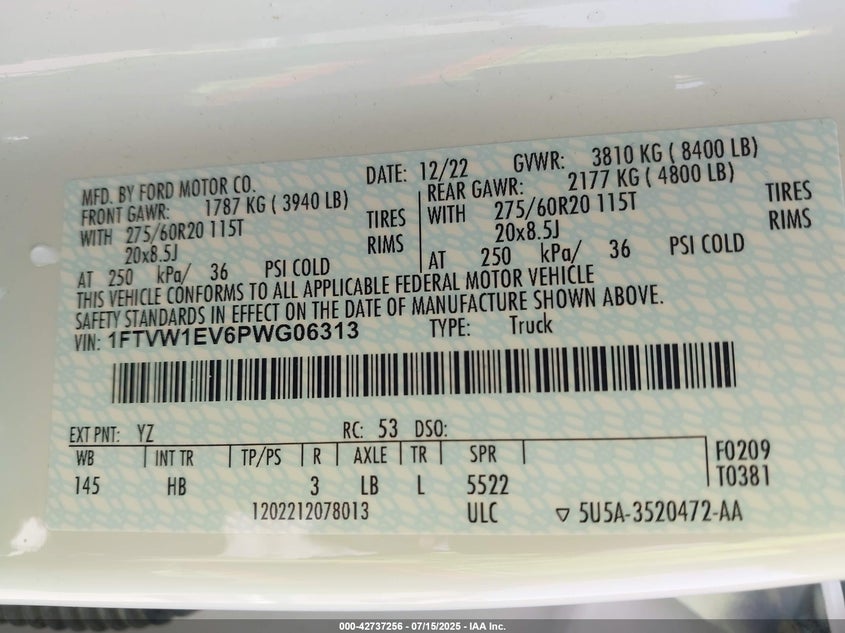 MFD. BY FORD MOTOR CO. DATE: 12/22 GVWR: 3810 KG ( 8400 LB)
FRONT GAWR: 1787 KG ( 3940 LB) REAR GAWR: 2177 KG ( 4800 LB)
WITH 275/60R20 115T TIRES WITH 275/60R20 115T TIRES
20x8.5J RIMS 20x8.5J RIMS
AT 250 kPa/ 36 PSI COLD AT 250 kPa/ 36 PSI COLD
THIS VEHICLE CONFORMS TO ALL APPLICABLE FEDERAL MOTOR VEHICLE
SAFETY STANDARDS IN EFFECT ON THE DATE OF MANUFACTURE SHOWN ABOVE.
VIN: 1FTVW1EV6PWG06313 TYPE: Truck
EXT PNT: YZ RC: 53 DSO:
WB INT TR TP/PS R AXLE TR SPR F0209
145 HB 3 LB L 5522 T0381
1202212078013 ULC ▽ 5U5A-3520472-AA
000-42737256 - 07/15/2025 - IAA Inc.